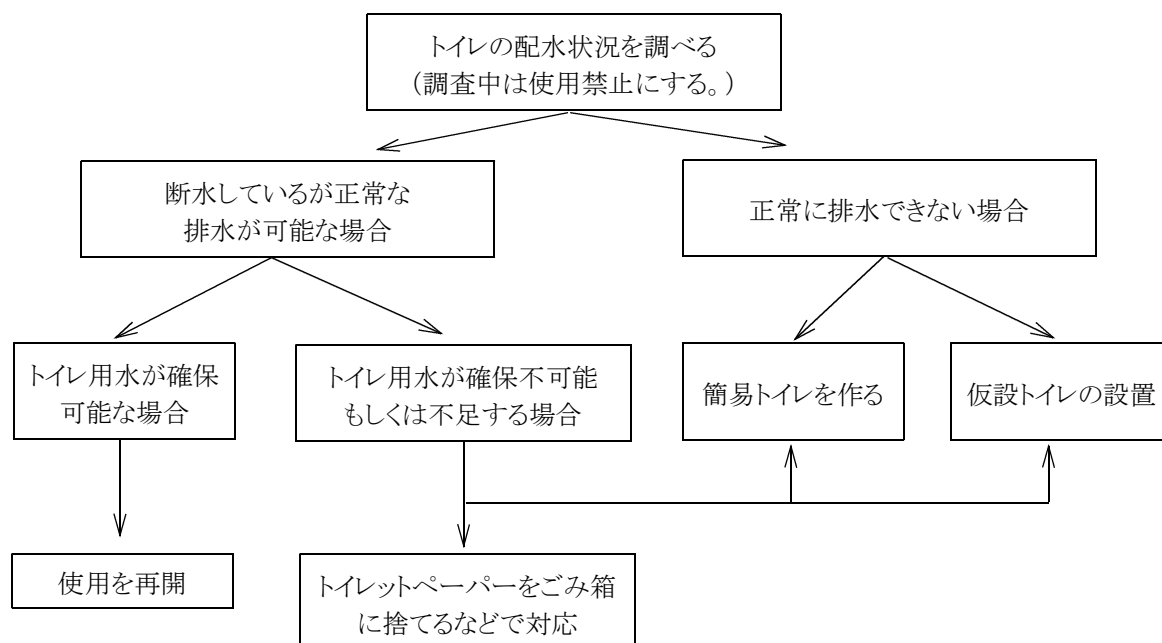 トイレの配水状況を調べる
（調査中は使用禁止にする。）
断水しているが正常な
排水が可能な場合
正常に排水できない場合
トイレ用水が確保
可能な場合
トイレ用水が確保不可能
もしくは不足する場合
簡易トイレを作る
仮設トイレの設置
使用を再開
トイレットペーパーをごみ箱
に捨てるなどで対応